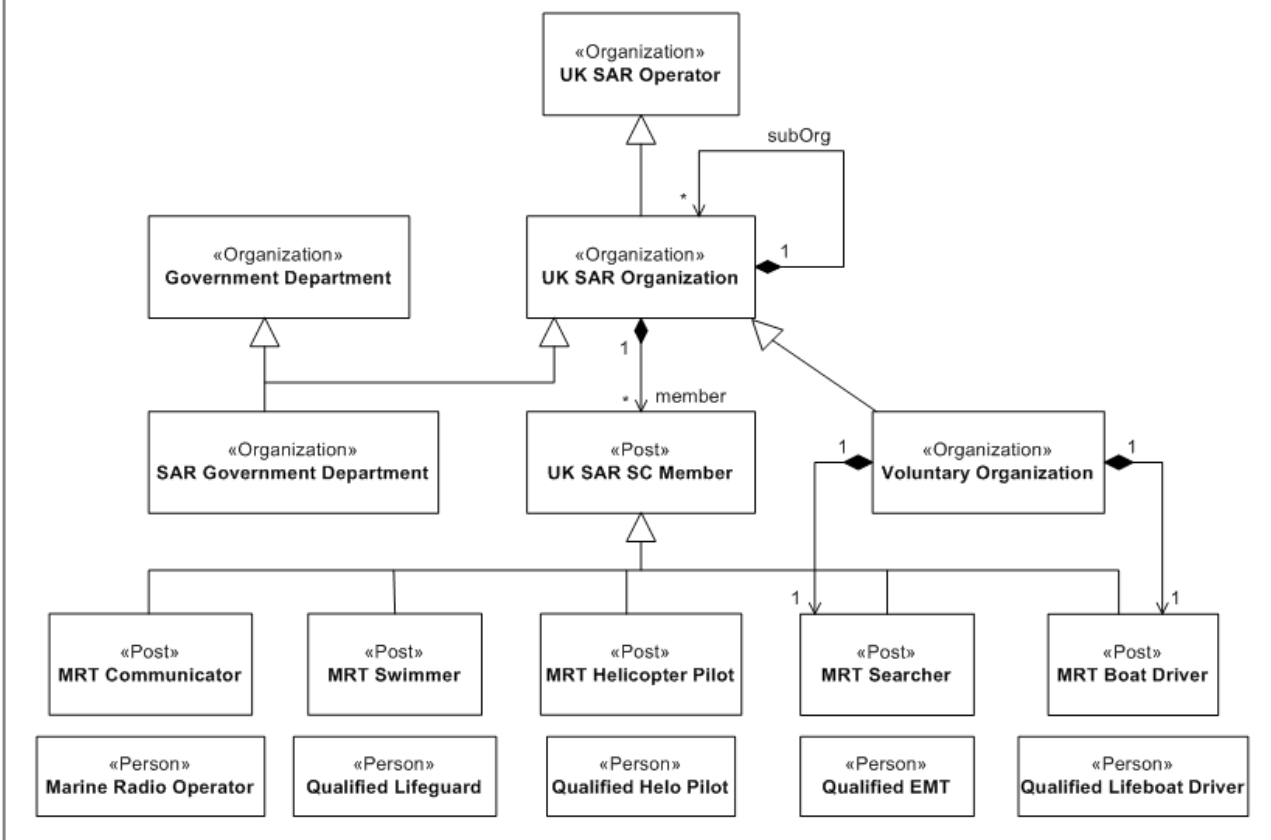 «Organization»
UK SAR Operator
subOrg
*
«Organization»
Government Department
«Organization»
UK SAR Organization
1
1
* member
«Organization»
SAR Government Department
«Post»
UK SAR SC Member
1
«Organization»
Voluntary Organization
1
1
1
«Post»
MRT Communicator
«Post»
MRT Swimmer
«Post»
MRT Helicopter Pilot
«Post»
MRT Searcher
«Post»
MRT Boat Driver
«Person»
Marine Radio Operator
«Person»
Qualified Lifeguard
«Person»
Qualified Helo Pilot
«Person»
Qualified EMT
«Person»
Qualified Lifeboat Driver